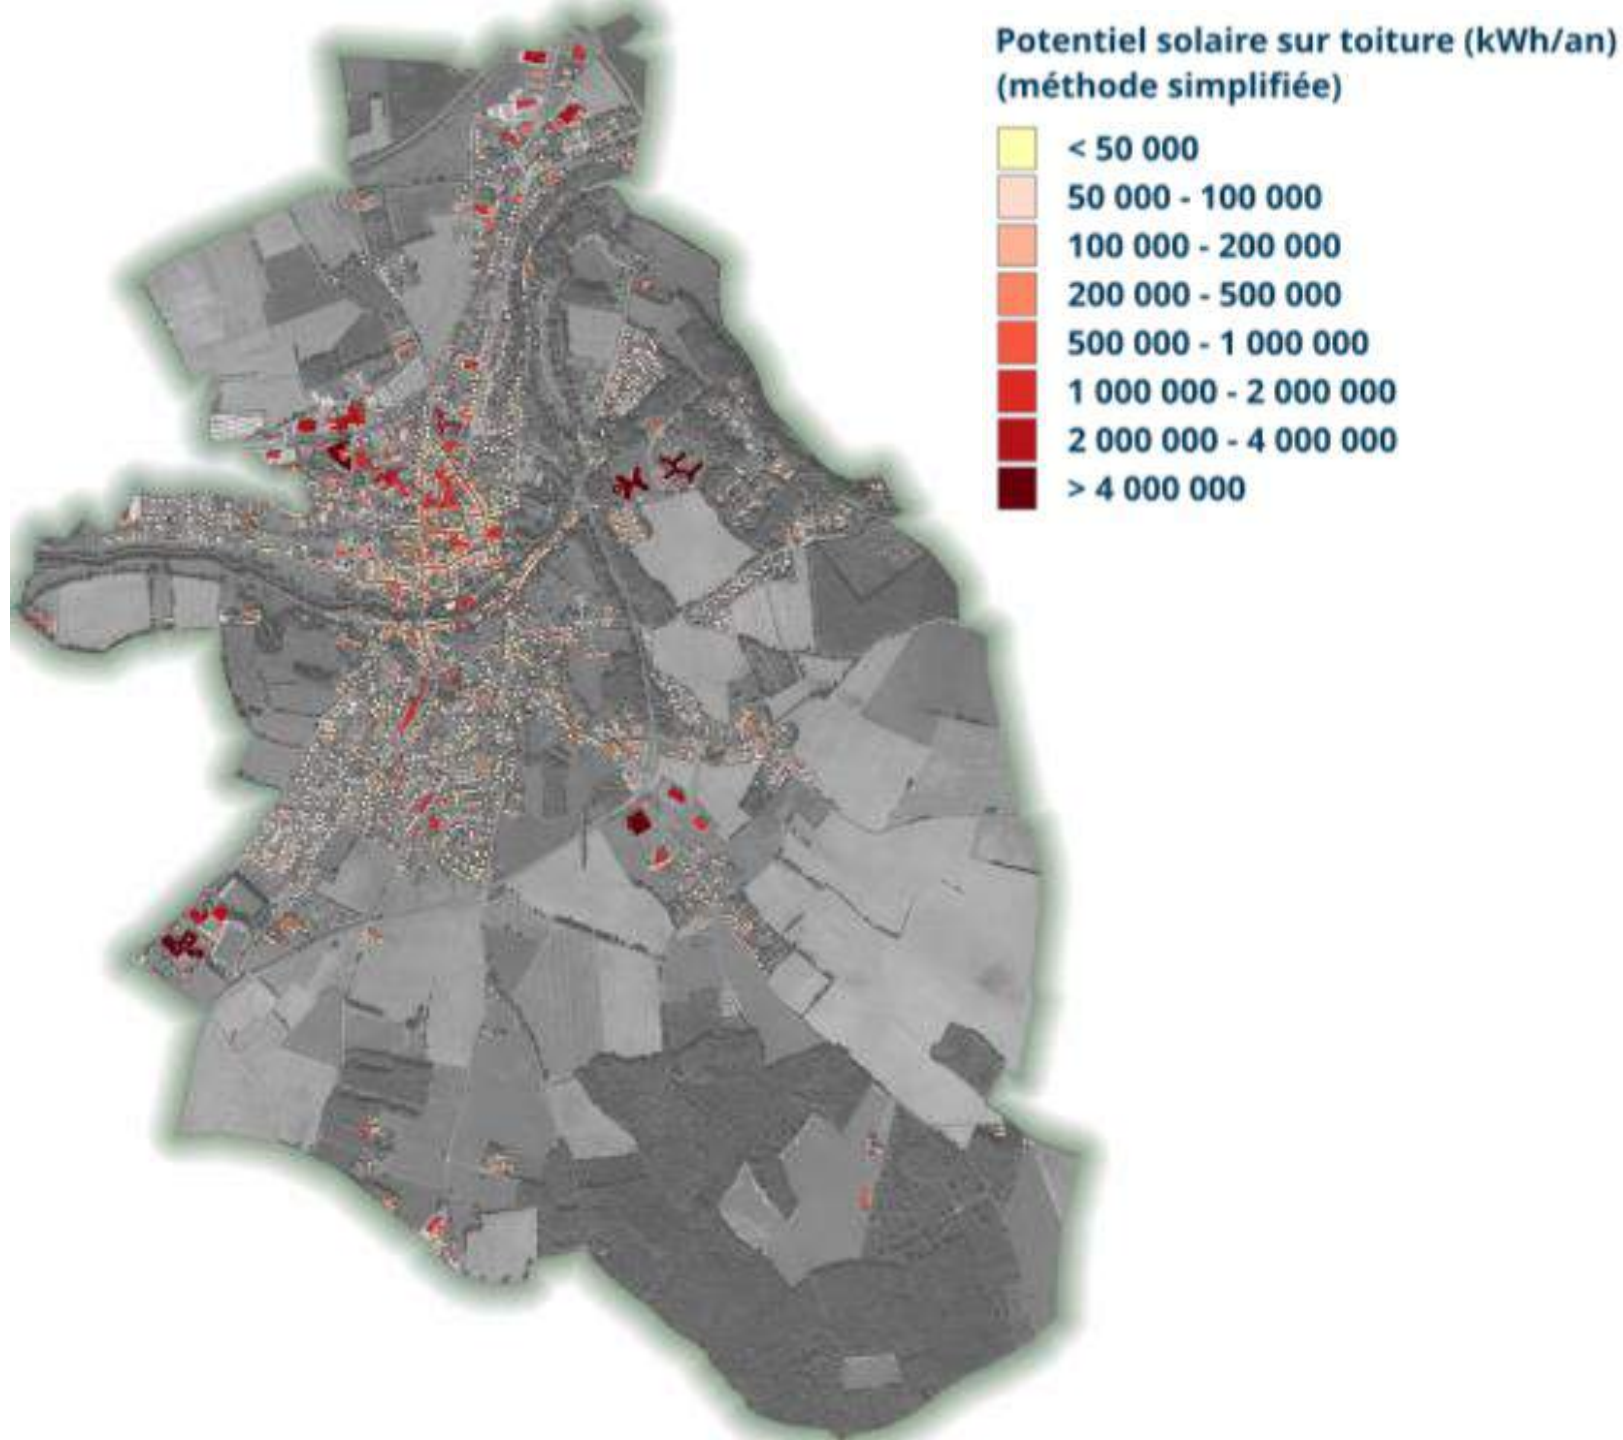 Potentiel solaire sur toiture (kWh/an)
(méthode simplifiée)
< 50 000
50 000 - 100 000
100 000 - 200 000
200 000 - 500 000
500 000 - 1 000 000
1 000 000 - 2 000 000
2 000 000 - 4 000 000
> 4 000 000